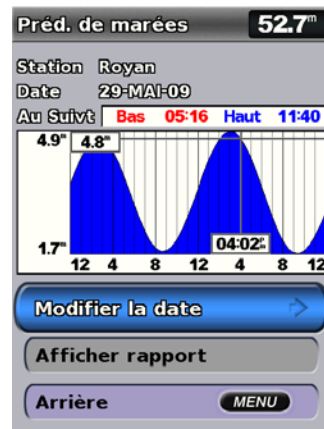 Préd. de marées 52.7m
Station Royan
Date 29-MAI-09
Au Suivt Bas 05:16 Haut 11:40
4.9m 4.8m
1.7m 04:02
12 4 8 12 4 8 12
Modifier la date
Afficher rapport
Arrière MENU